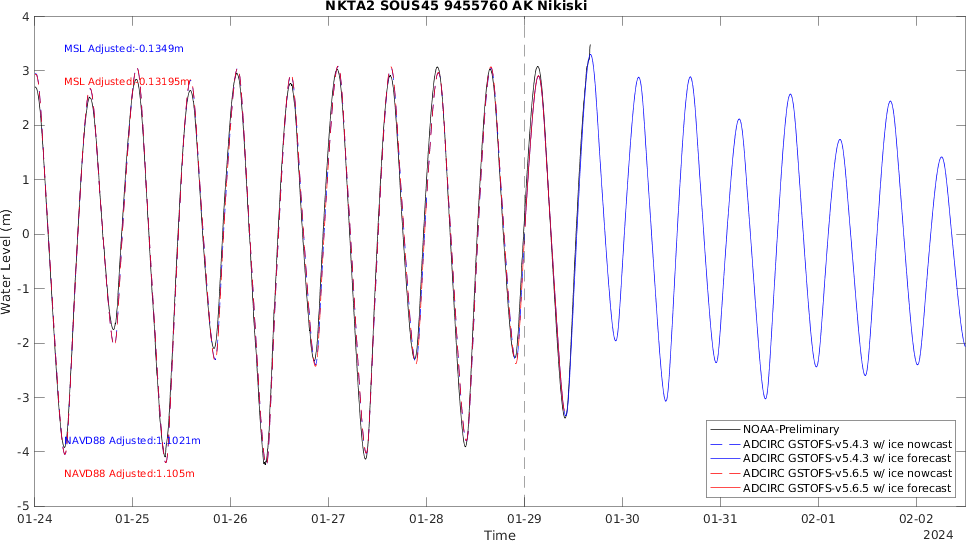 NKTA2 SOUS45 9455760 AK Nikiski
4
3
2
1
0
-1
-2
-3
-4
-5
Water Level (m)
MSL Adjusted:-0.1349m
MSL Adjusted:-0.13195m
NAVD88 Adjusted:1.1021m
NAVD88 Adjusted:1.105m
NOAA-Preliminary
ADCIRC GSTOFS-v5.4.3 w/ ice nowcast
ADCIRC GSTOFS-v5.4.3 w/ ice forecast
ADCIRC GSTOFS-v5.6.5 w/ ice nowcast
ADCIRC GSTOFS-v5.6.5 w/ ice forecast
01-24 01-25 01-26 01-27 01-28 01-29 01-30 01-31 02-01 02-02
Time
2024